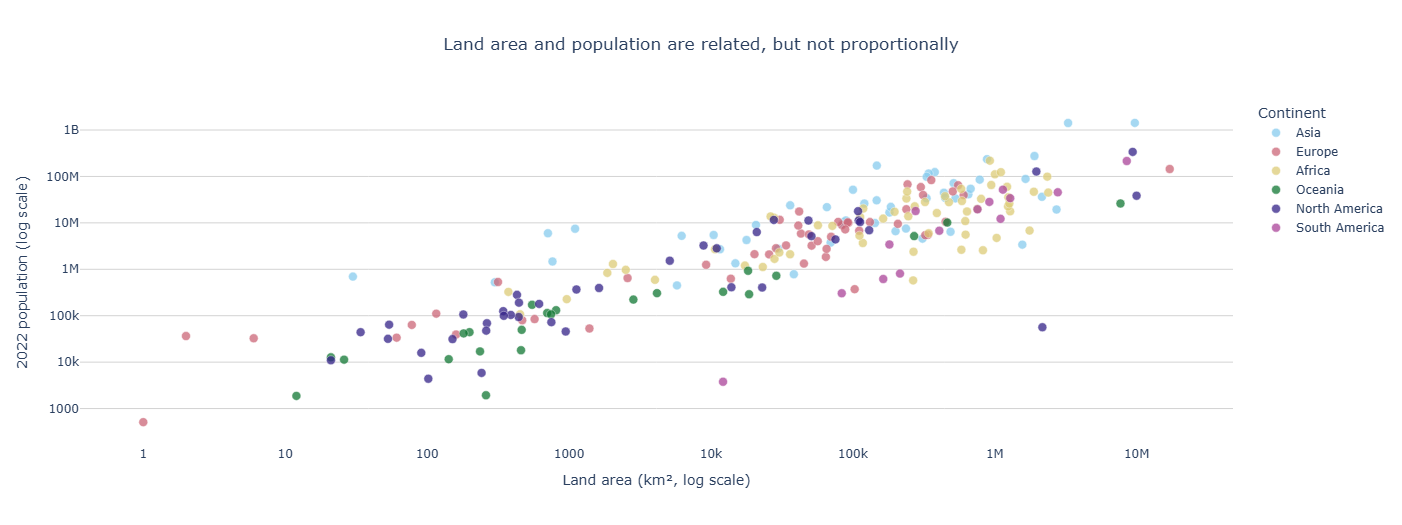 Land area and population are related, but not proportionally
Continent
Asia
Europe
Africa
Oceania
North America
South America
2022 population (log scale)
1B
100M
10M
1M
100k
10k
1000
1 10 100 1000 10k 100k 1M 10M
Land area (km², log scale)